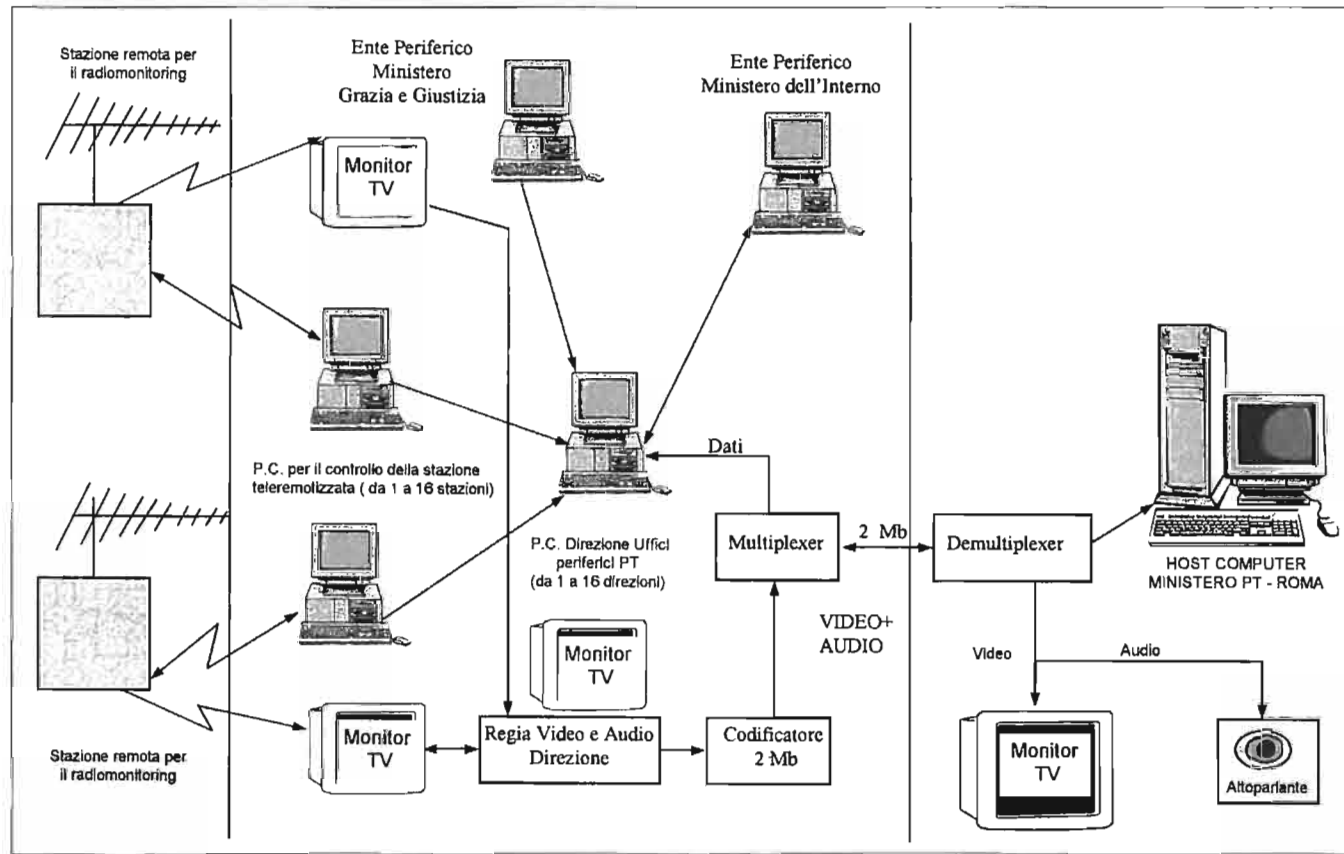 Stazione remota per
il radiomonitoring
Ente Periferico
Ministero
Grazia e Giustizia
Ente Periferico
Ministero dell'Interno
Monitor
TV
P.C. per il controllo della stazione
teleremolizzata ( da 1 a 16 stazioni)
Dati
P.C. Direzione Uffici
periferici PT
(da 1 a 16 direzioni)
Multiplexer
2 Mb
Demultiplexer
HOST COMPUTER
MINISTERO PT - ROMA
VIDEO+
AUDIO
Video
Audio
Monitor
TV
Monitor
TV
Regia Video e Audio
Direzione
Codificatore
2 Mb
Monitor
TV
Altoparlante
Stazione remota per
il radiomonitoring